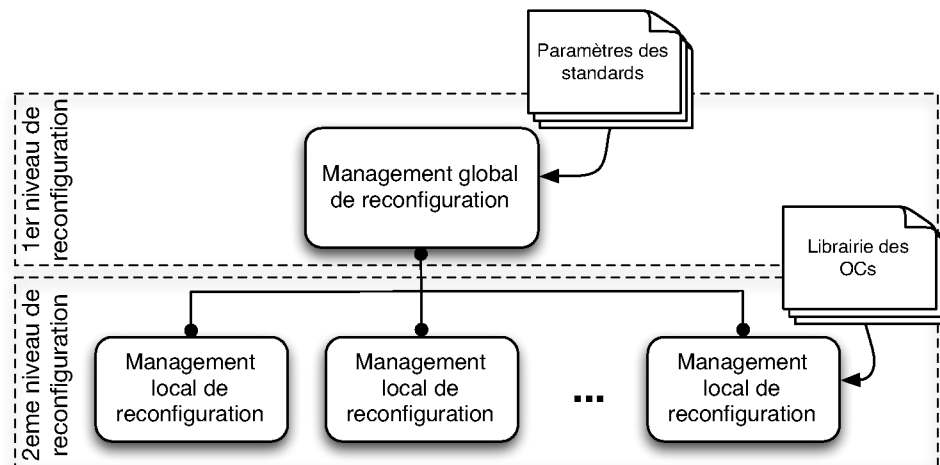 Paramètres des
standards
1er niveau de
reconfiguration
Management global
de reconfiguration
Librairie des
OCs
2eme niveau de
reconfiguration
Management
local de
reconfiguration
Management
local de
reconfiguration
...
Management
local de
reconfiguration